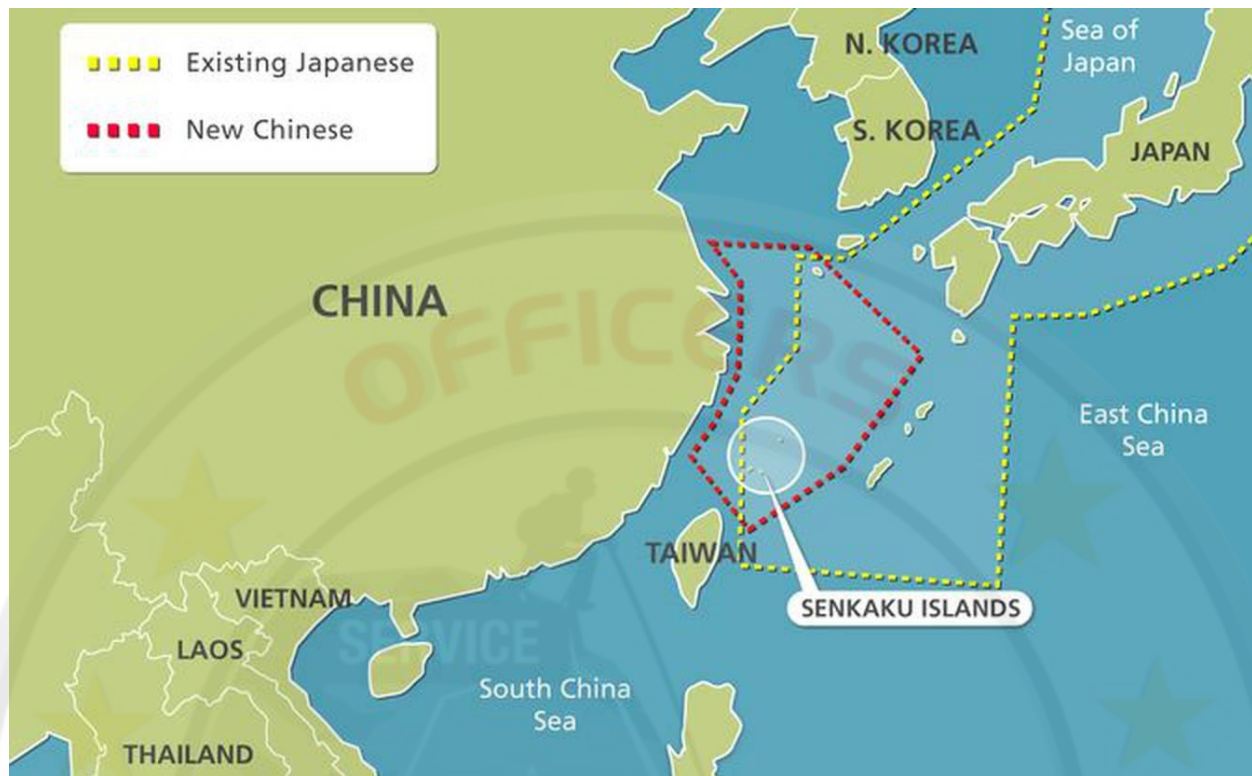 Existing Japanese
New Chinese
N. KOREA
S. KOREA
Sea of
Japan
JAPAN
CHINA
OFFICERS
East China
Sea
TAIWAN
SENKAKU ISLANDS
VIETNAM
LAOS
SERVICE
South China
Sea
THAILAND